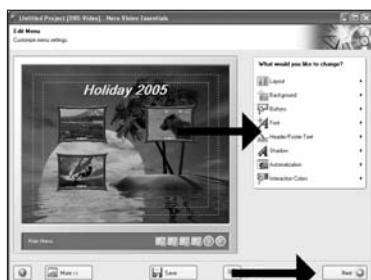 Untitled Project [DVD-Video] - Nero Vision Essentials
Edit Menu
Customize menu settings.
Holiday 2005
Main Menu
What would you like to change?
Layout
Background
Buttons
Font
Header/Footer Text
Shadow
Automatization
Interaction Colors
More >>
Save
Next